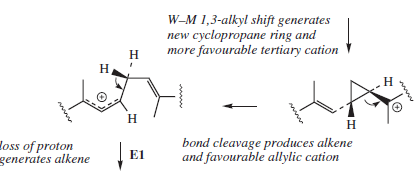 W–M 1,3-alkyl shift generates
new cyclopropane ring and
more favourable tertiary cation
H
H
H
H
H
loss of proton
generates alkene
E1
bond cleavage produces alkene
and favourable allylic cation